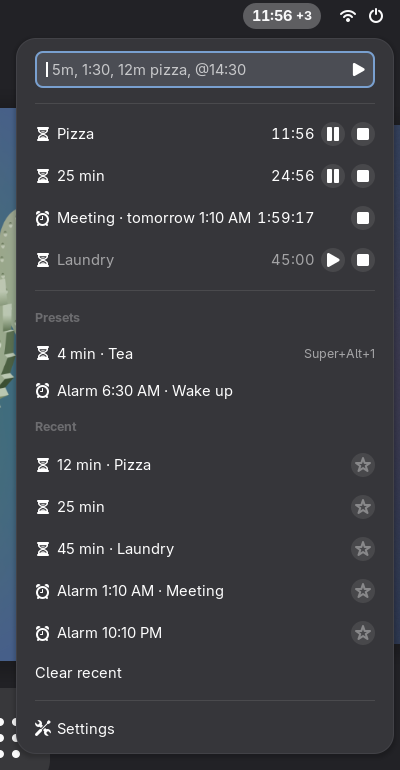 11:56 +3
5m, 1:30, 12m pizza, @14:30
Pizza 11:56
25 min 24:56
Meeting · tomorrow 1:10 AM 1:59:17
Laundry 45:00
Presets
4 min · Tea Super+Alt+1
Alarm 6:30 AM · Wake up
Recent
12 min · Pizza
25 min
45 min · Laundry
Alarm 1:10 AM · Meeting
Alarm 10:10 PM
Clear recent
Settings